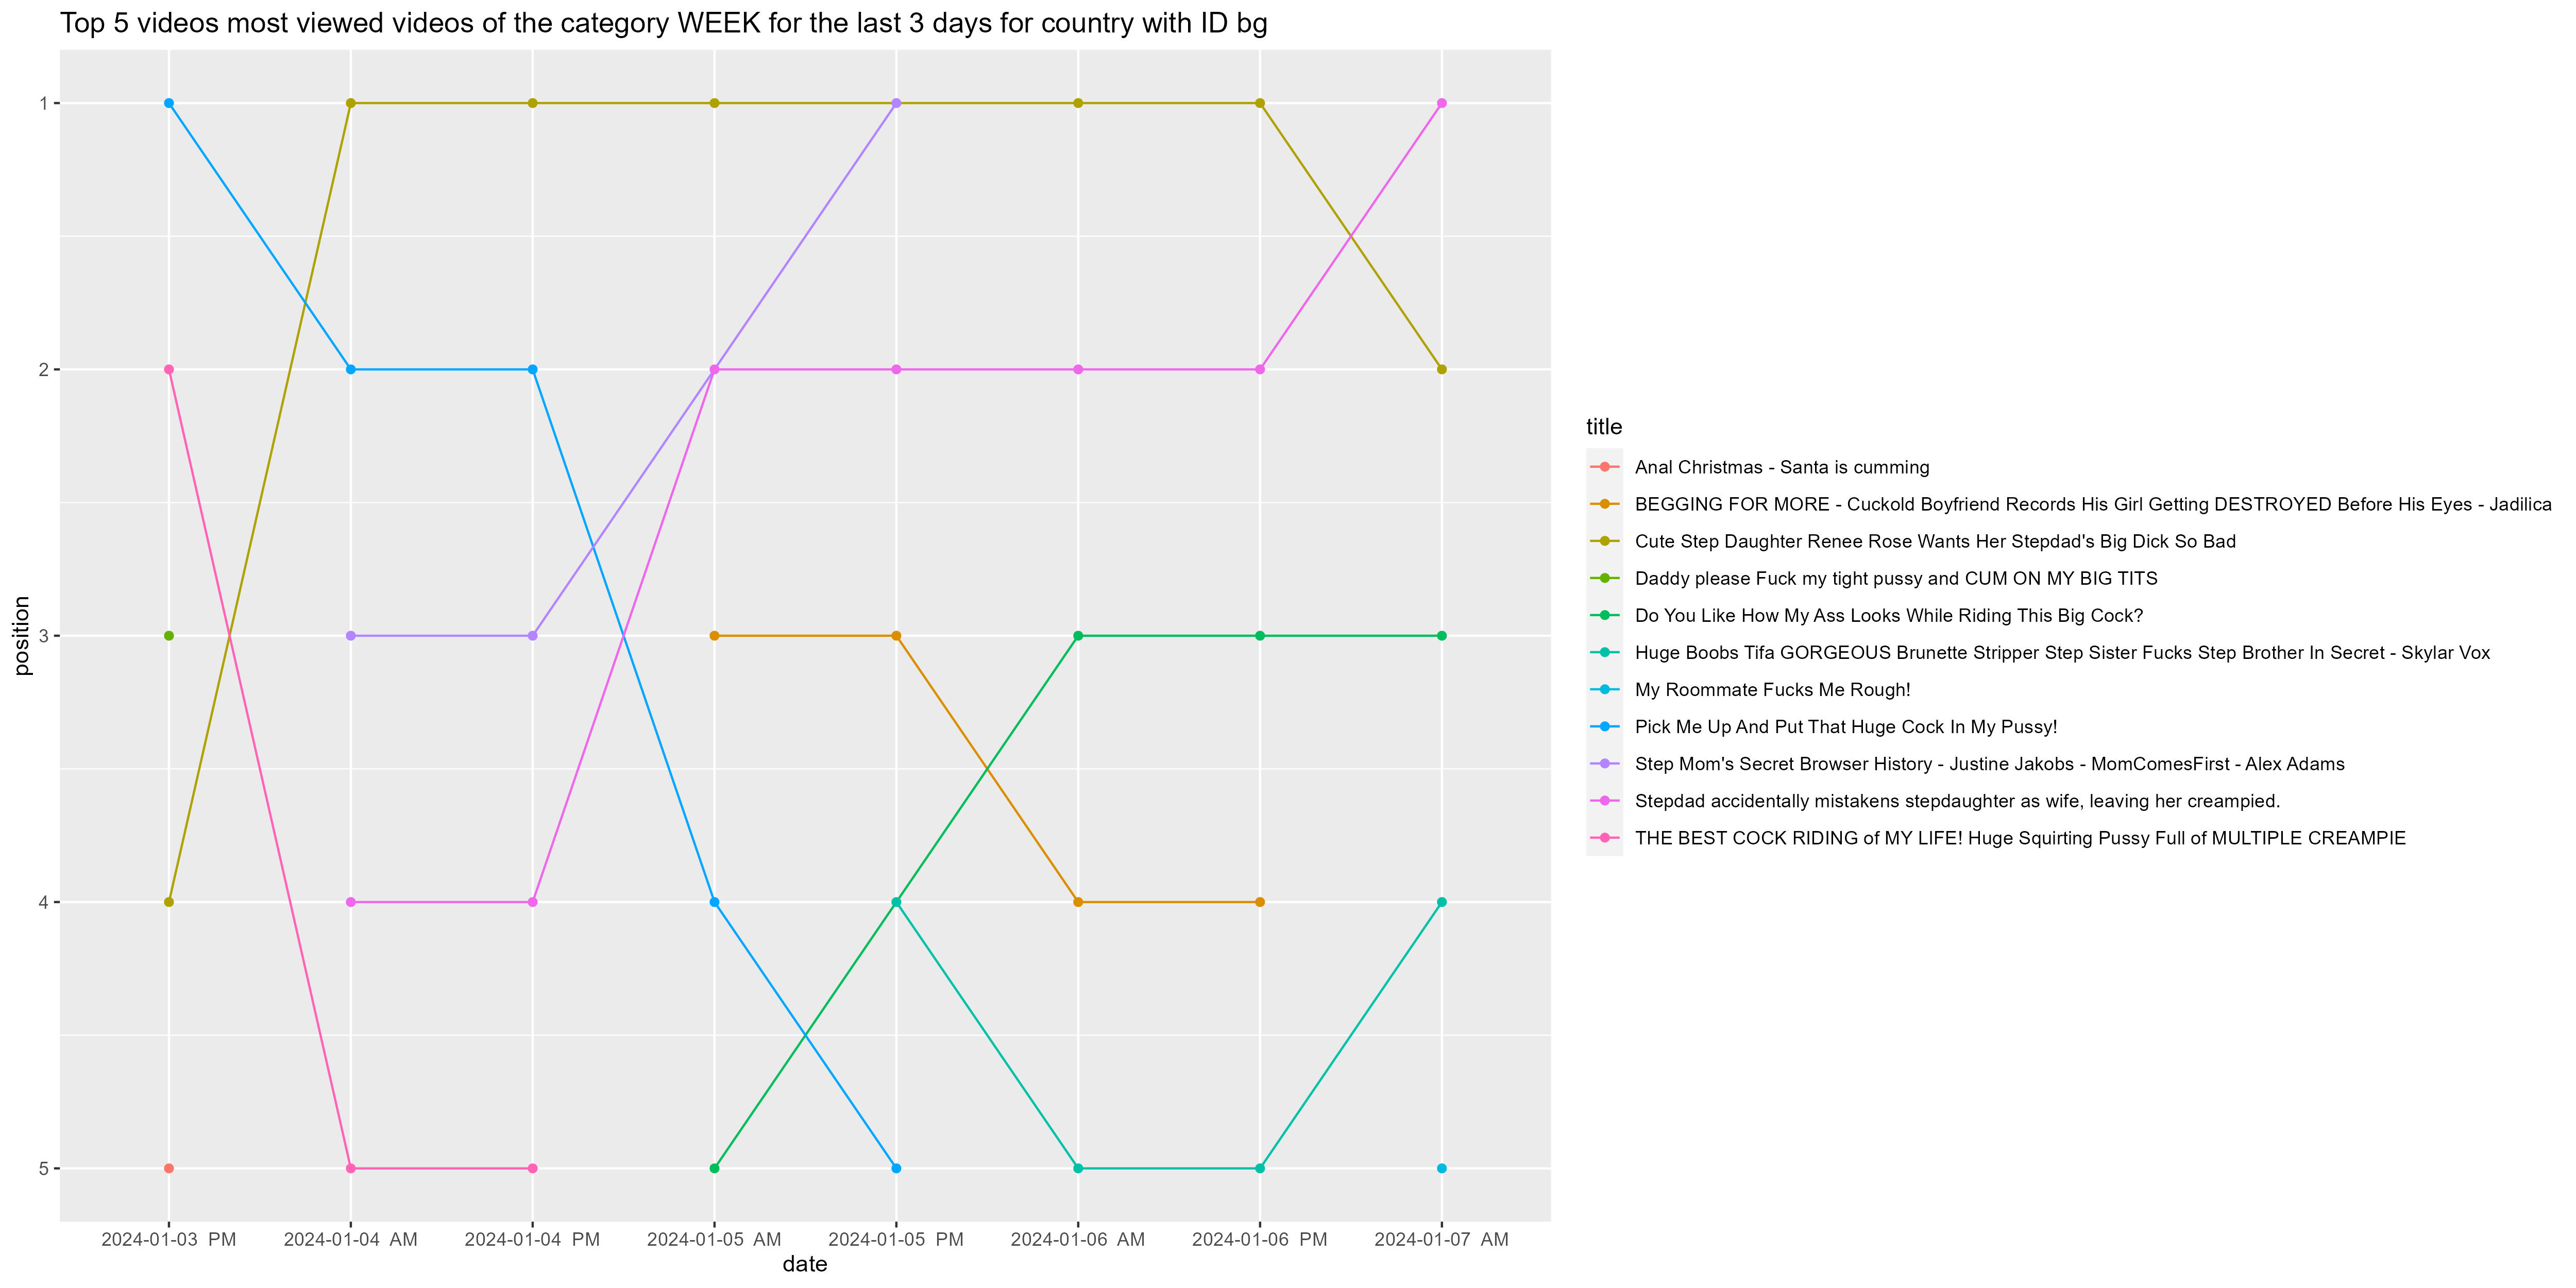 Top 5 videos most viewed videos of the category WEEK for the last 3 days for country with ID bg
position
1
2
3
4
5
2024-01-03 PM
2024-01-04 AM
2024-01-04 PM
2024-01-05 AM
2024-01-05 PM
2024-01-06 AM
2024-01-06 PM
2024-01-07 AM
date
title
Anal Christmas - Santa is cumming
BEGGING FOR MORE - Cuckold Boyfriend Records His Girl Getting DESTROYED Before His Eyes - Jadilica
Cute Step Daughter Renee Rose Wants Her Stepdad's Big Dick So Bad
Daddy please Fuck my tight pussy and CUM ON MY BIG TITS
Do You Like How My Ass Looks While Riding This Big Cock?
Huge Boobs Tifa GORGEOUS Brunette Stripper Step Sister Fucks Step Brother In Secret - Skylar Vox
My Roommate Fucks Me Rough!
Pick Me Up And Put That Huge Cock In My Pussy!
Step Mom's Secret Browser History - Justine Jakobs - MomComesFirst - Alex Adams
Stepdad accidentally mistakens stepdaughter as wife, leaving her creampied.
THE BEST COCK RIDING of MY LIFE! Huge Squirting Pussy Full of MULTIPLE CREAMPIE